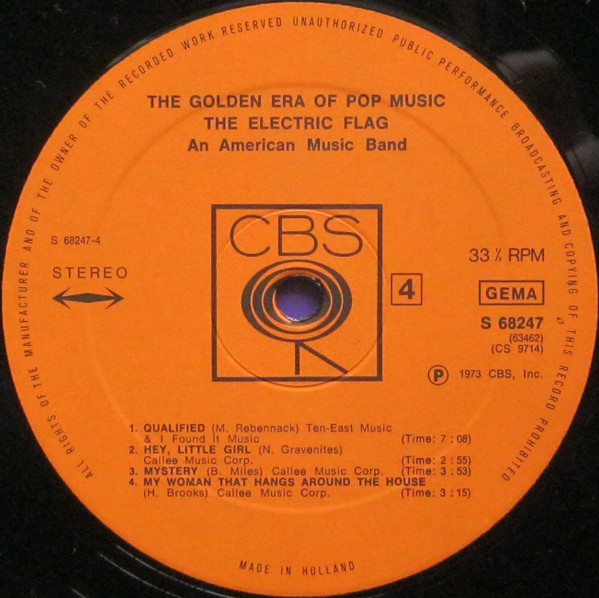 ALL RIGHTS OF THE MANUFACTURER AND OF THE OWNER OF THE RECORDED WORK RESERVED UNAUTHORIZED PUBLIC PERFORMANCE BROADCASTING AND COPYING OF THIS RECORD PROHIBITED
THE GOLDEN ERA OF POP MUSIC
THE ELECTRIC FLAG
An American Music Band
S 68247-4
STEREO
CBS
4
33⅓ RPM
GEMA
S 68247
(63462)
(CS 9714)
Ⓟ 1973 CBS, Inc.
1. QUALIFIED (M. Rebennack) Ten-East Music
& I Found It Music (Time: 7 : 08)
2. HEY, LITTLE GIRL (N. Gravenites)
Callee Music Corp. (Time: 2 : 55)
3. MYSTERY (B. Miles) Callee Music Corp. (Time: 3 : 53)
4. MY WOMAN THAT HANGS AROUND THE HOUSE
(H. Brooks) Callee Music Corp. (Time: 3 : 15)
MADE IN HOLLAND